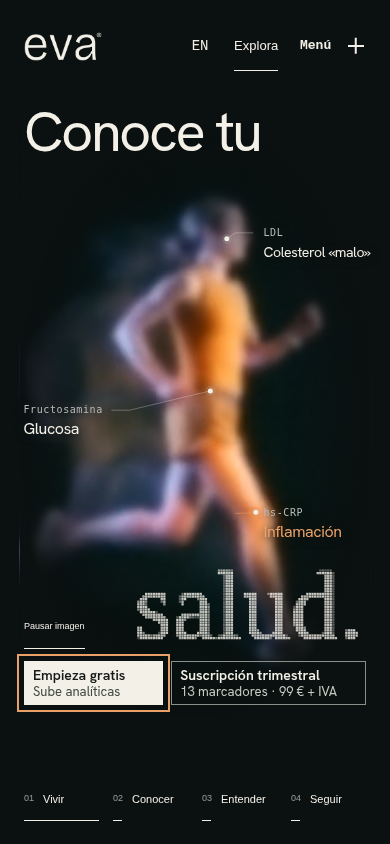 eva®
EN Explora Menú +
Conoce tu
LDL
Colesterol «malo»
Fructosamina
Glucosa
hs-CRP
Inflamación
salud.
Pausar imagen
Empieza gratis
Sube analíticas
Suscripción trimestral
13 marcadores · 99 € + IVA
01 Vivir 02 Conocer 03 Entender 04 Seguir